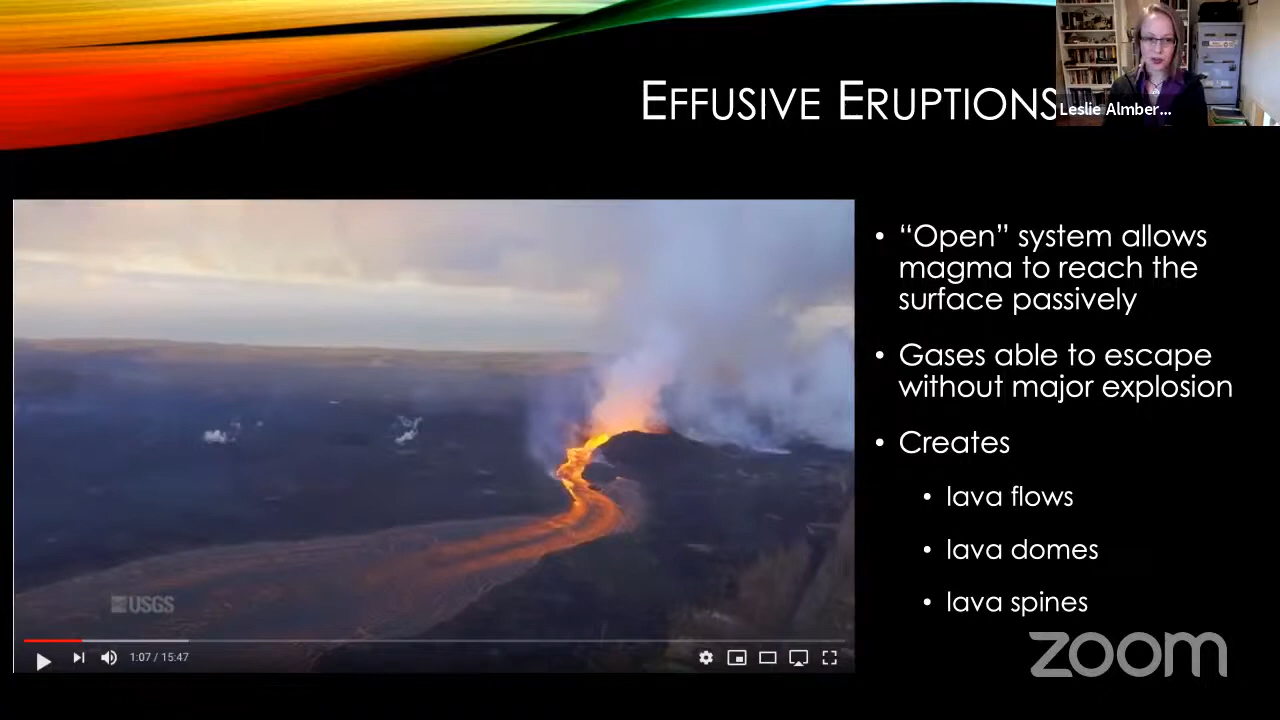 EFFUSIVE ERUPTIONS
Leslie Almber...
• “Open” system allows
magma to reach the
surface passively
• Gases able to escape
without major explosion
• Creates
• lava flows
• lava domes
• lava spines
USGS
1:07 / 15:47
zoom